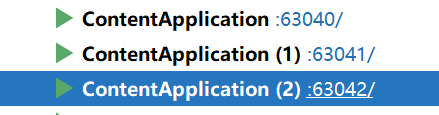 ContentApplication :63040/
ContentApplication (1) :63041/
ContentApplication (2) :63042/